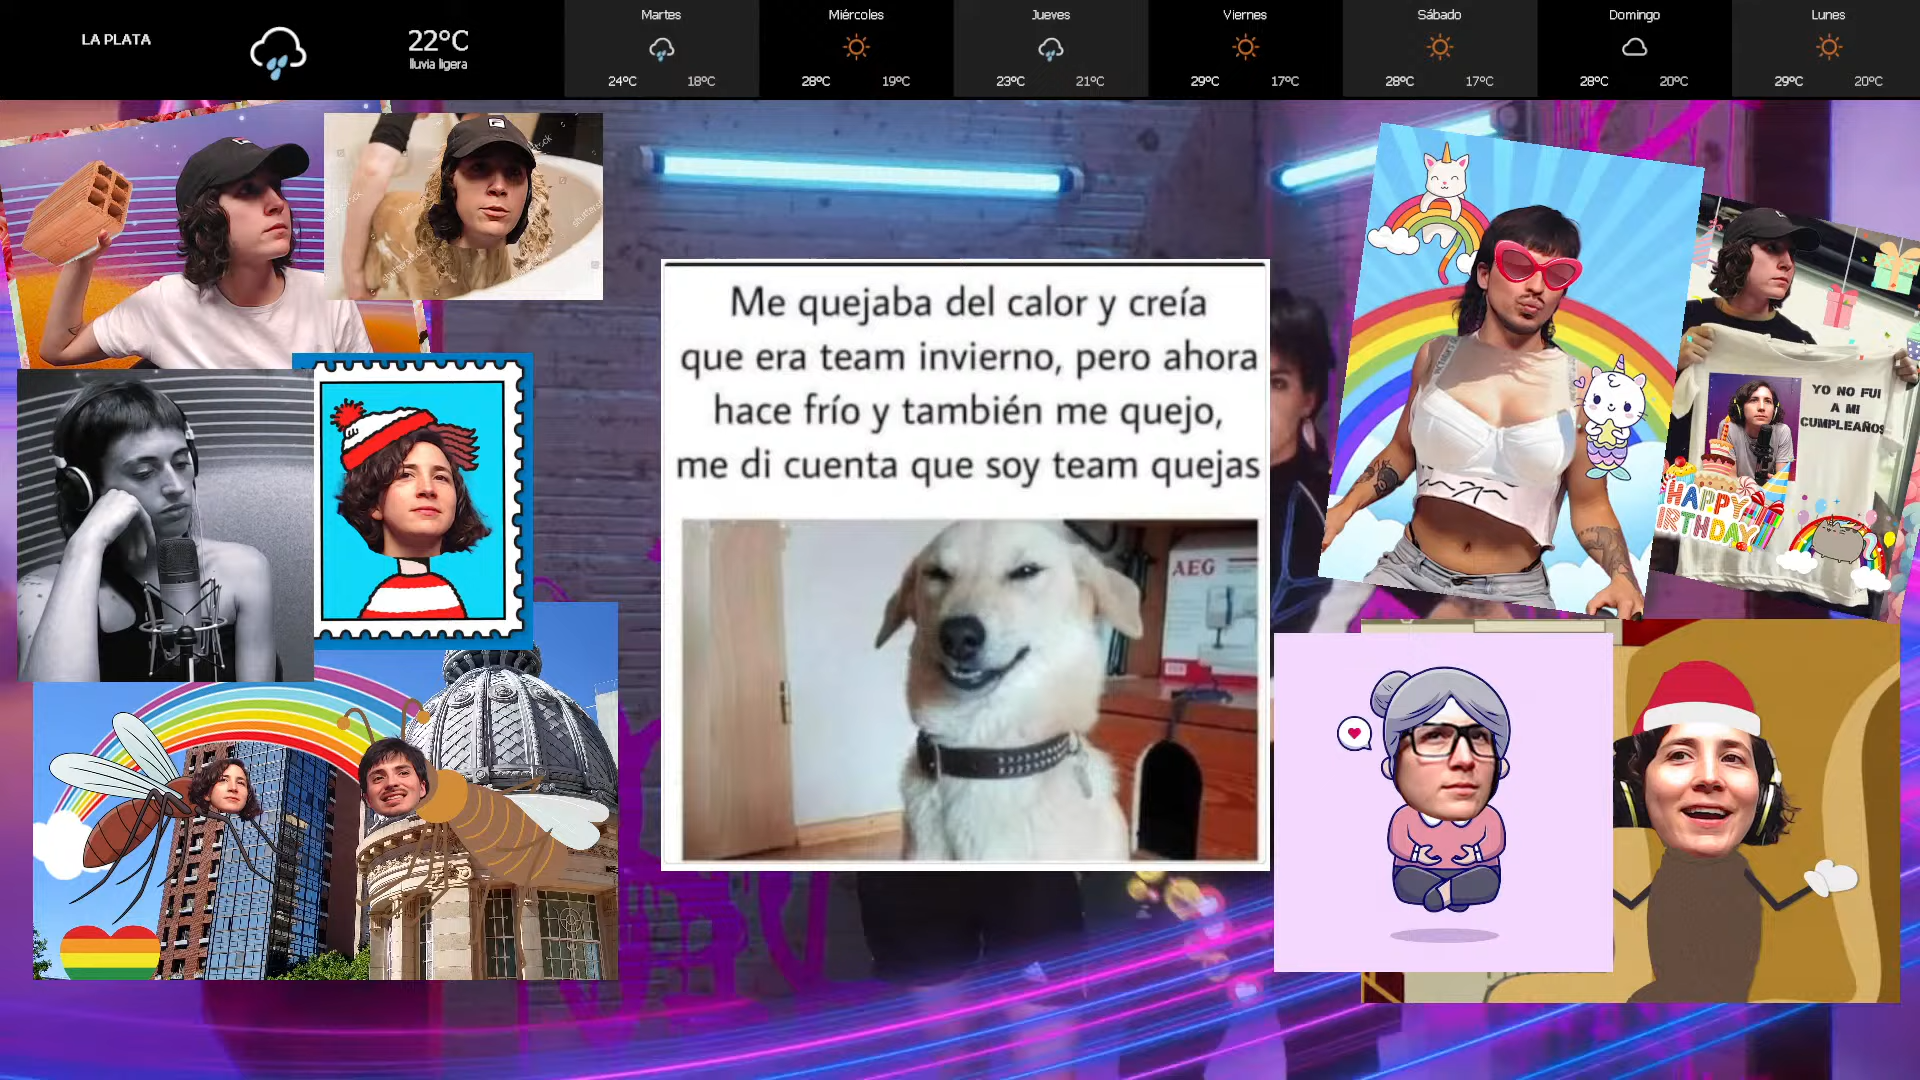 LA PLATA
22°C
lluvia ligera
Martes
24°C 18°C
Miércoles
28°C 19°C
Jueves
23°C 21°C
Viernes
29°C 17°C
Sábado
28°C 17°C
Domingo
28°C 20°C
Lunes
29°C 20°C
Me quejaba del calor y creía
que era team invierno, pero ahora
hace frío y también me quejo,
me di cuenta que soy team quejas
AEG
YO NO FUI
A MI
CUMPLEAÑOS
HAPPY
BIRTHDAY